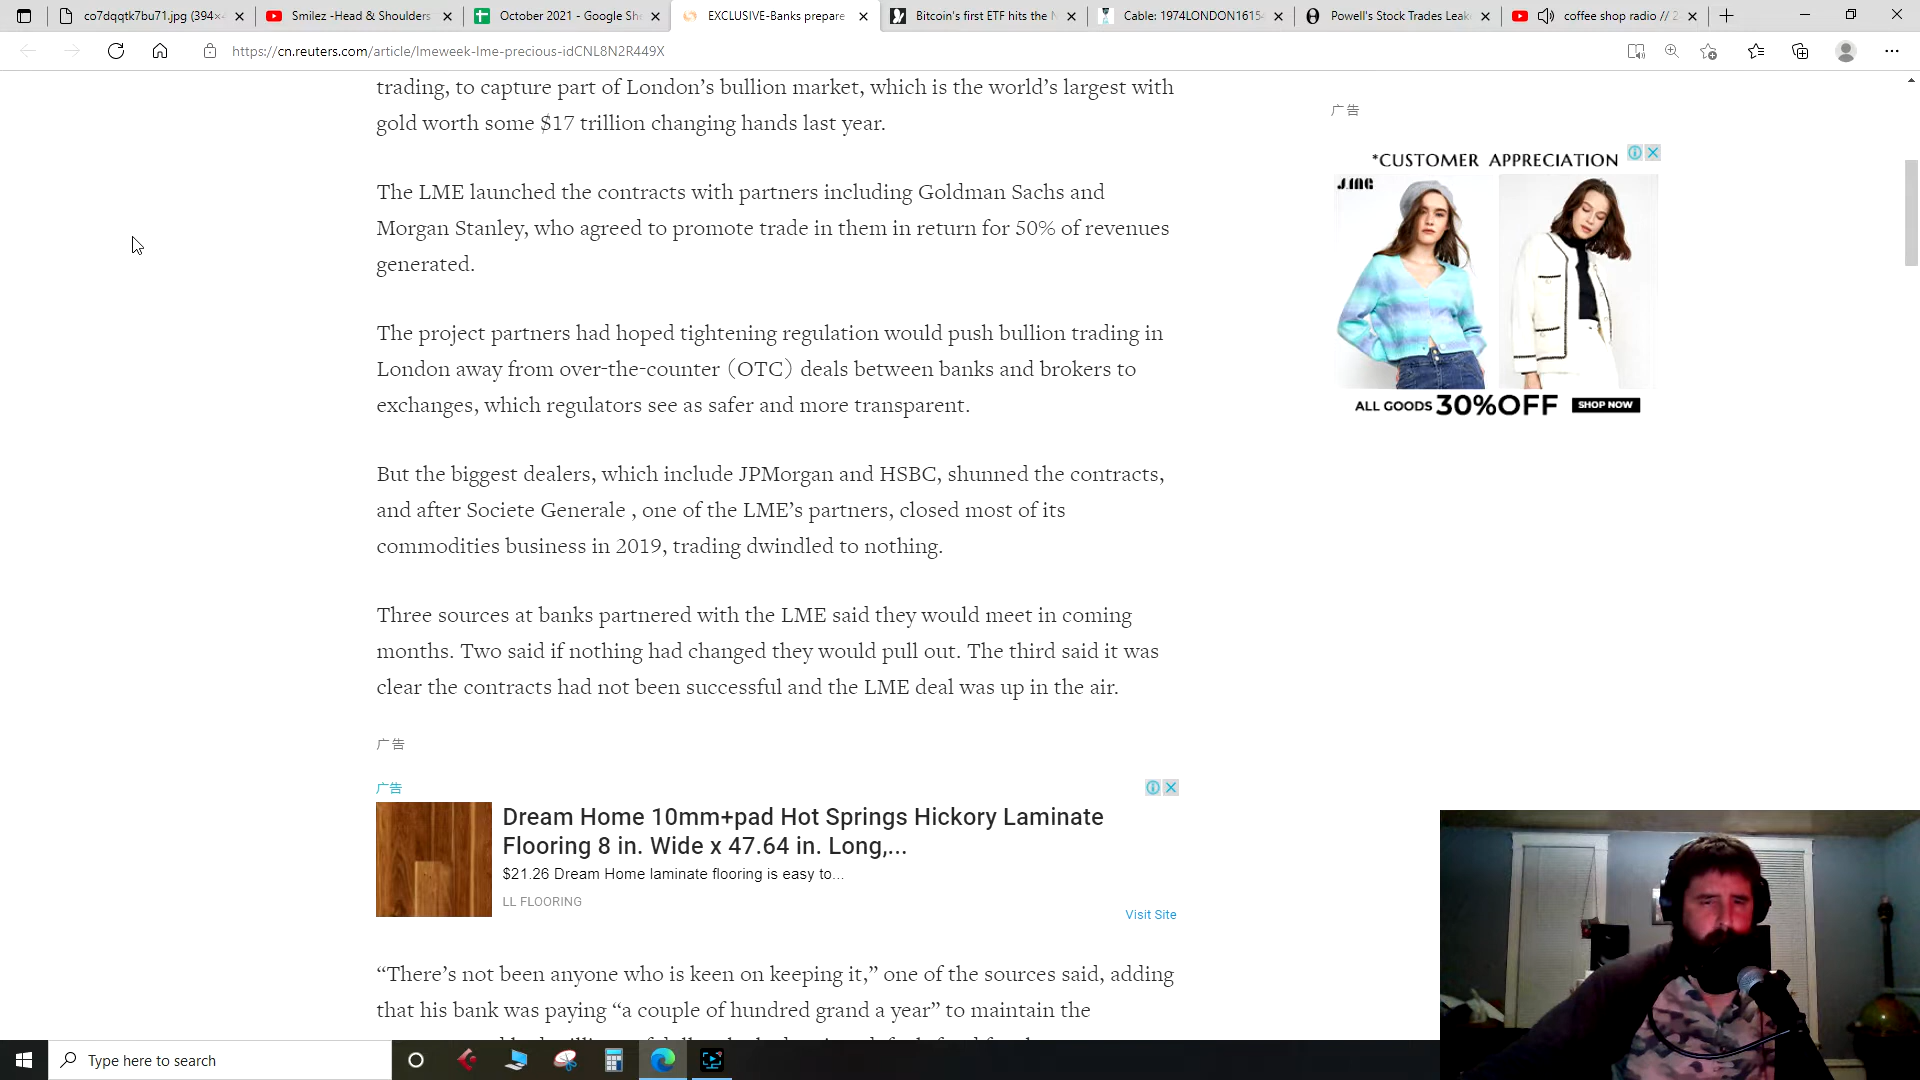 co7dqqtk7bu71.jpg (394×
Smilez -Head & Shoulders
October 2021 - Google She
EXCLUSIVE-Banks prepare
Bitcoin's first ETF hits the N
Cable: 1974LONDON1615
Powell's Stock Trades Leak
coffee shop radio // 2
https://cn.reuters.com/article/lmeweek-lme-precious-idCNL8N2R449X
trading, to capture part of London’s bullion market, which is the world’s largest with
gold worth some $17 trillion changing hands last year.
The LME launched the contracts with partners including Goldman Sachs and
Morgan Stanley, who agreed to promote trade in them in return for 50% of revenues
generated.
The project partners had hoped tightening regulation would push bullion trading in
London away from over-the-counter（OTC）deals between banks and brokers to
exchanges, which regulators see as safer and more transparent.
But the biggest dealers, which include JPMorgan and HSBC, shunned the contracts,
and after Societe Generale , one of the LME’s partners, closed most of its
commodities business in 2019, trading dwindled to nothing.
Three sources at banks partnered with the LME said they would meet in coming
months. Two said if nothing had changed they would pull out. The third said it was
clear the contracts had not been successful and the LME deal was up in the air.
广告
广告
Dream Home 10mm+pad Hot Springs Hickory Laminate
Flooring 8 in. Wide x 47.64 in. Long,...
$21.26 Dream Home laminate flooring is easy to...
LL FLOORING
Visit Site
“There’s not been anyone who is keen on keeping it,” one of the sources said, adding
that his bank was paying “a couple of hundred grand a year” to maintain the
广告
*CUSTOMER APPRECIATION
J.ING
ALL GOODS 30%OFF SHOP NOW
Type here to search